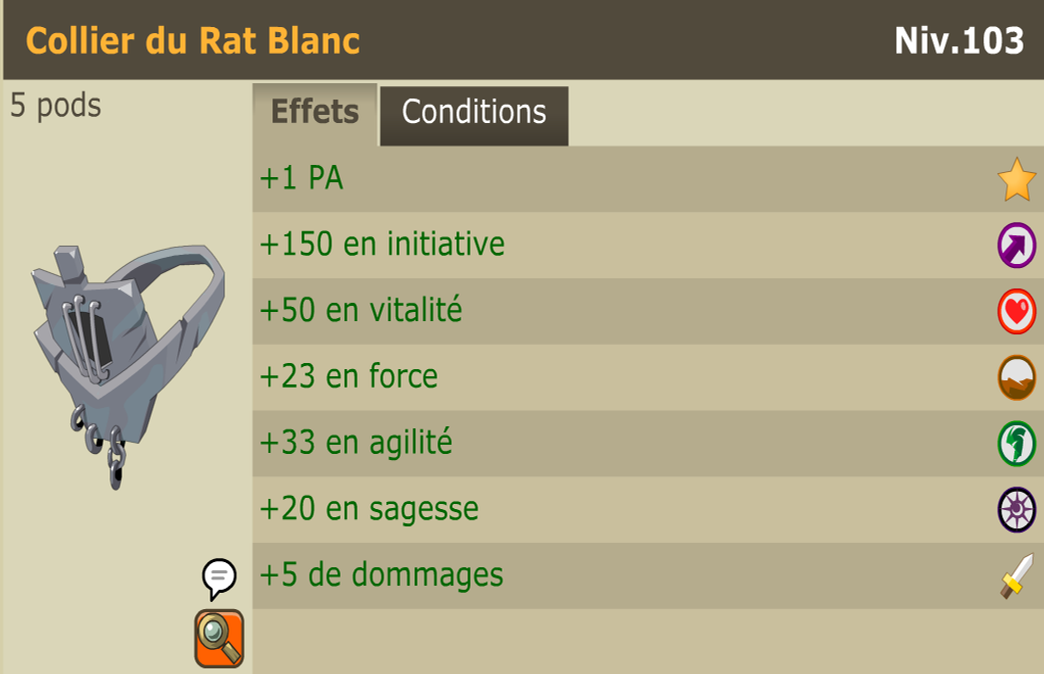 Collier du Rat Blanc
Niv.103
5 pods
Effets
Conditions
+1 PA
+150 en initiative
+50 en vitalité
+23 en force
+33 en agilité
+20 en sagesse
+5 de dommages